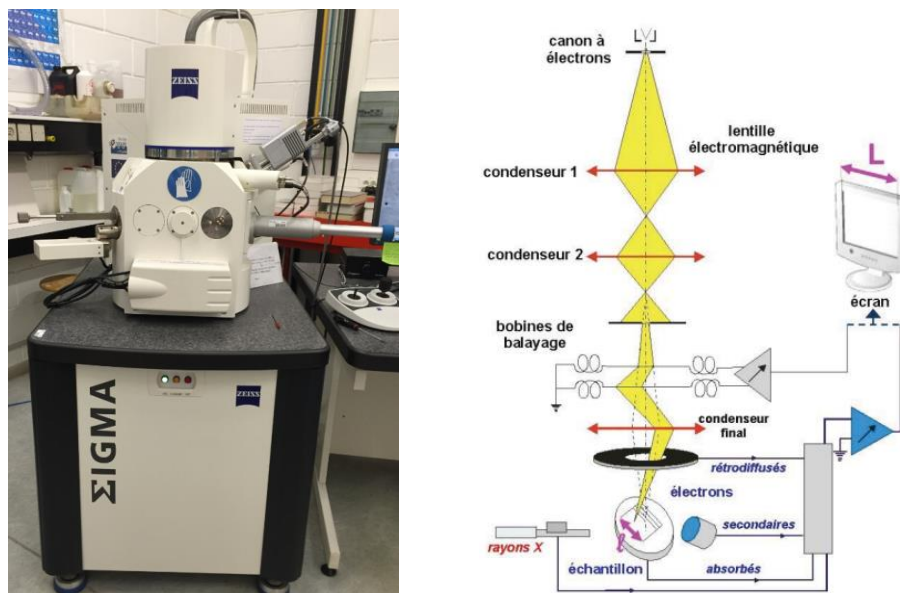 ZEISS
ΣIGMA
ZEISS
canon à
électrons
lentille
électromagnétique
condenseur 1
L
condenseur 2
écran
bobines de
balayage
condenseur
final
rétrodiffusés
électrons
secondaires
rayons X
l
échantillon
absorbés